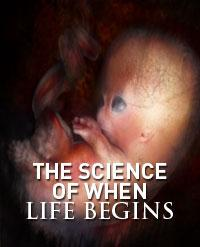 THE SCIENCE
OF WHEN
LIFE BEGINS